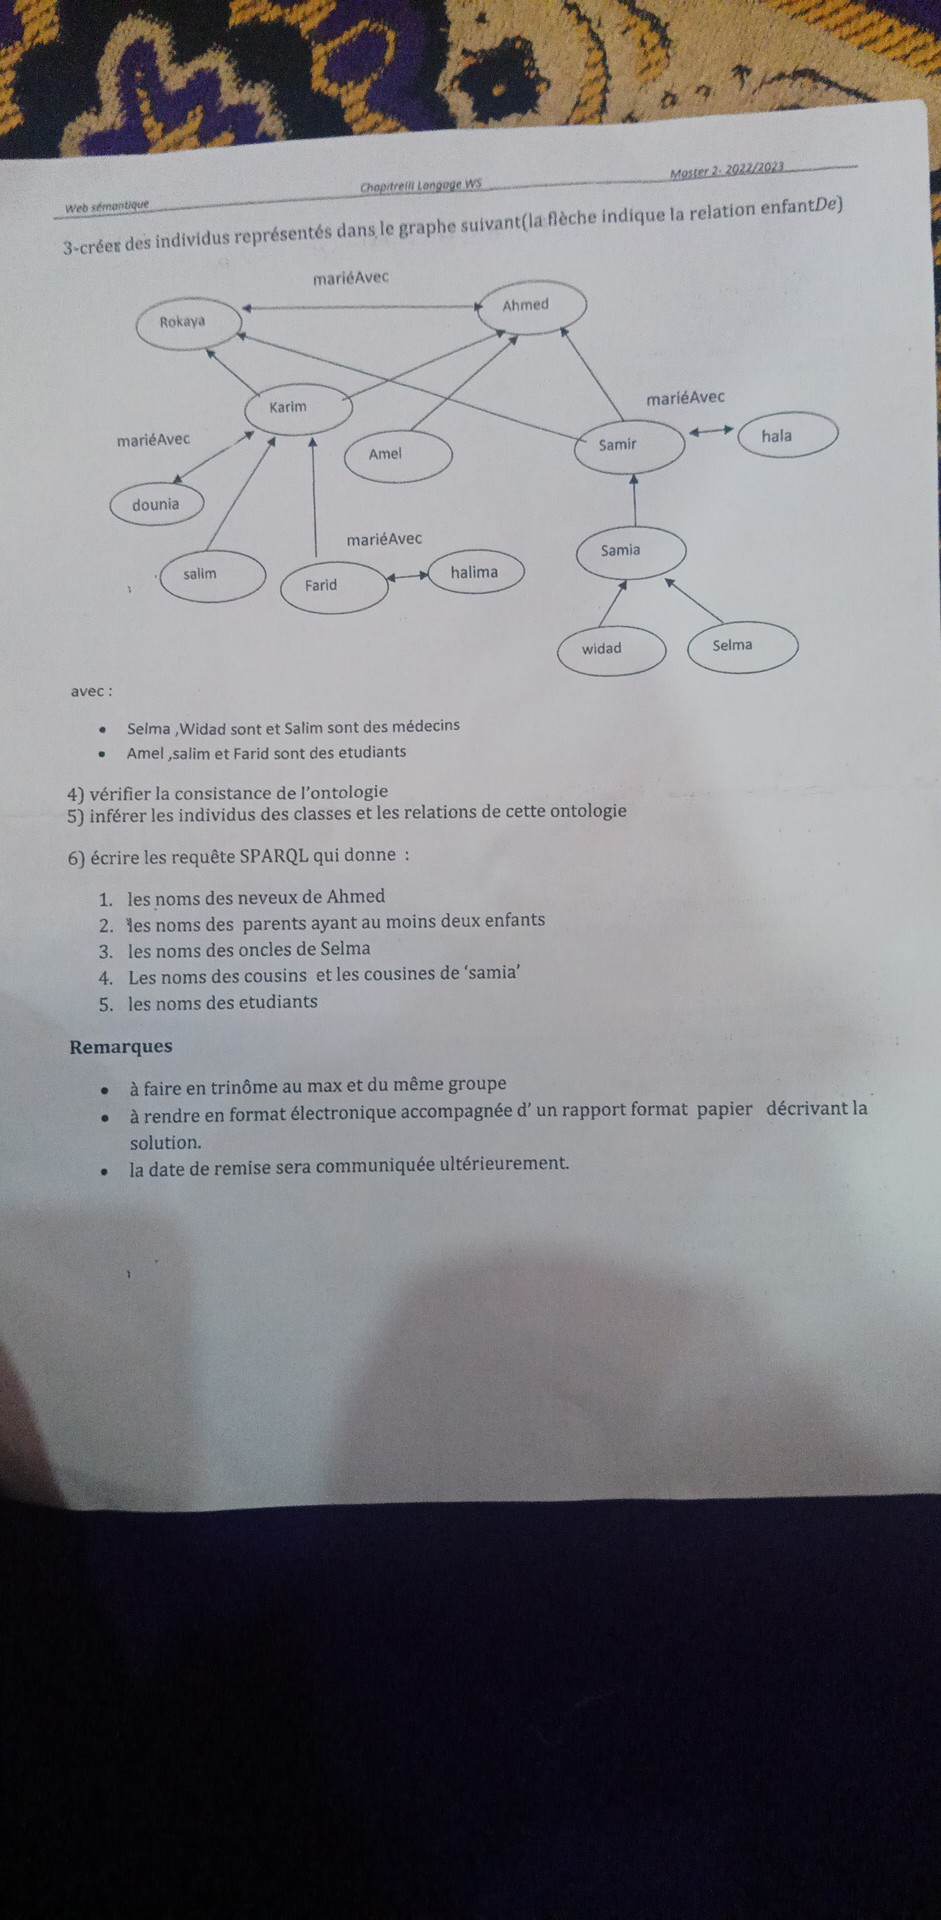 Web sémantique
ChapitreIII Langage WS
Master 2- 2022/2023
3-créer des individus représentés dans le graphe suivant(la flèche indique la relation enfantDe)
mariéAvec
Rokaya
Ahmed
Karim
mariéAvec
mariéAvec
Amel
Samir
hala
dounia
mariéAvec
salim
Farid
halima
Samia
widad
Selma
avec :
• Selma ,Widad sont et Salim sont des médecins
• Amel ,salim et Farid sont des etudiants
4) vérifier la consistance de l’ontologie
5) inférer les individus des classes et les relations de cette ontologie
6) écrire les requête SPARQL qui donne :
1. les noms des neveux de Ahmed
2. les noms des parents ayant au moins deux enfants
3. les noms des oncles de Selma
4. Les noms des cousins et les cousines de ‘samia’
5. les noms des etudiants
Remarques
• à faire en trinôme au max et du même groupe
• à rendre en format électronique accompagnée d’ un rapport format papier décrivant la
solution.
• la date de remise sera communiquée ultérieurement.